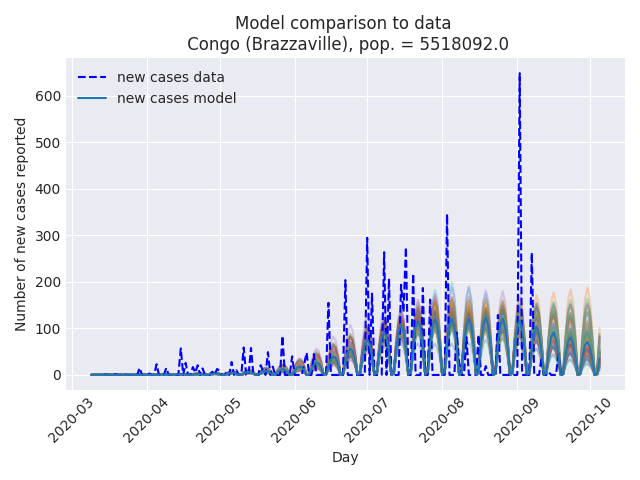 Model comparison to data
Congo (Brazzaville), pop. = 5518092.0
new cases data
new cases model
Number of new cases reported
600
500
400
300
200
100
0
2020-03
2020-04
2020-05
2020-06
2020-07
2020-08
2020-09
2020-10
Day